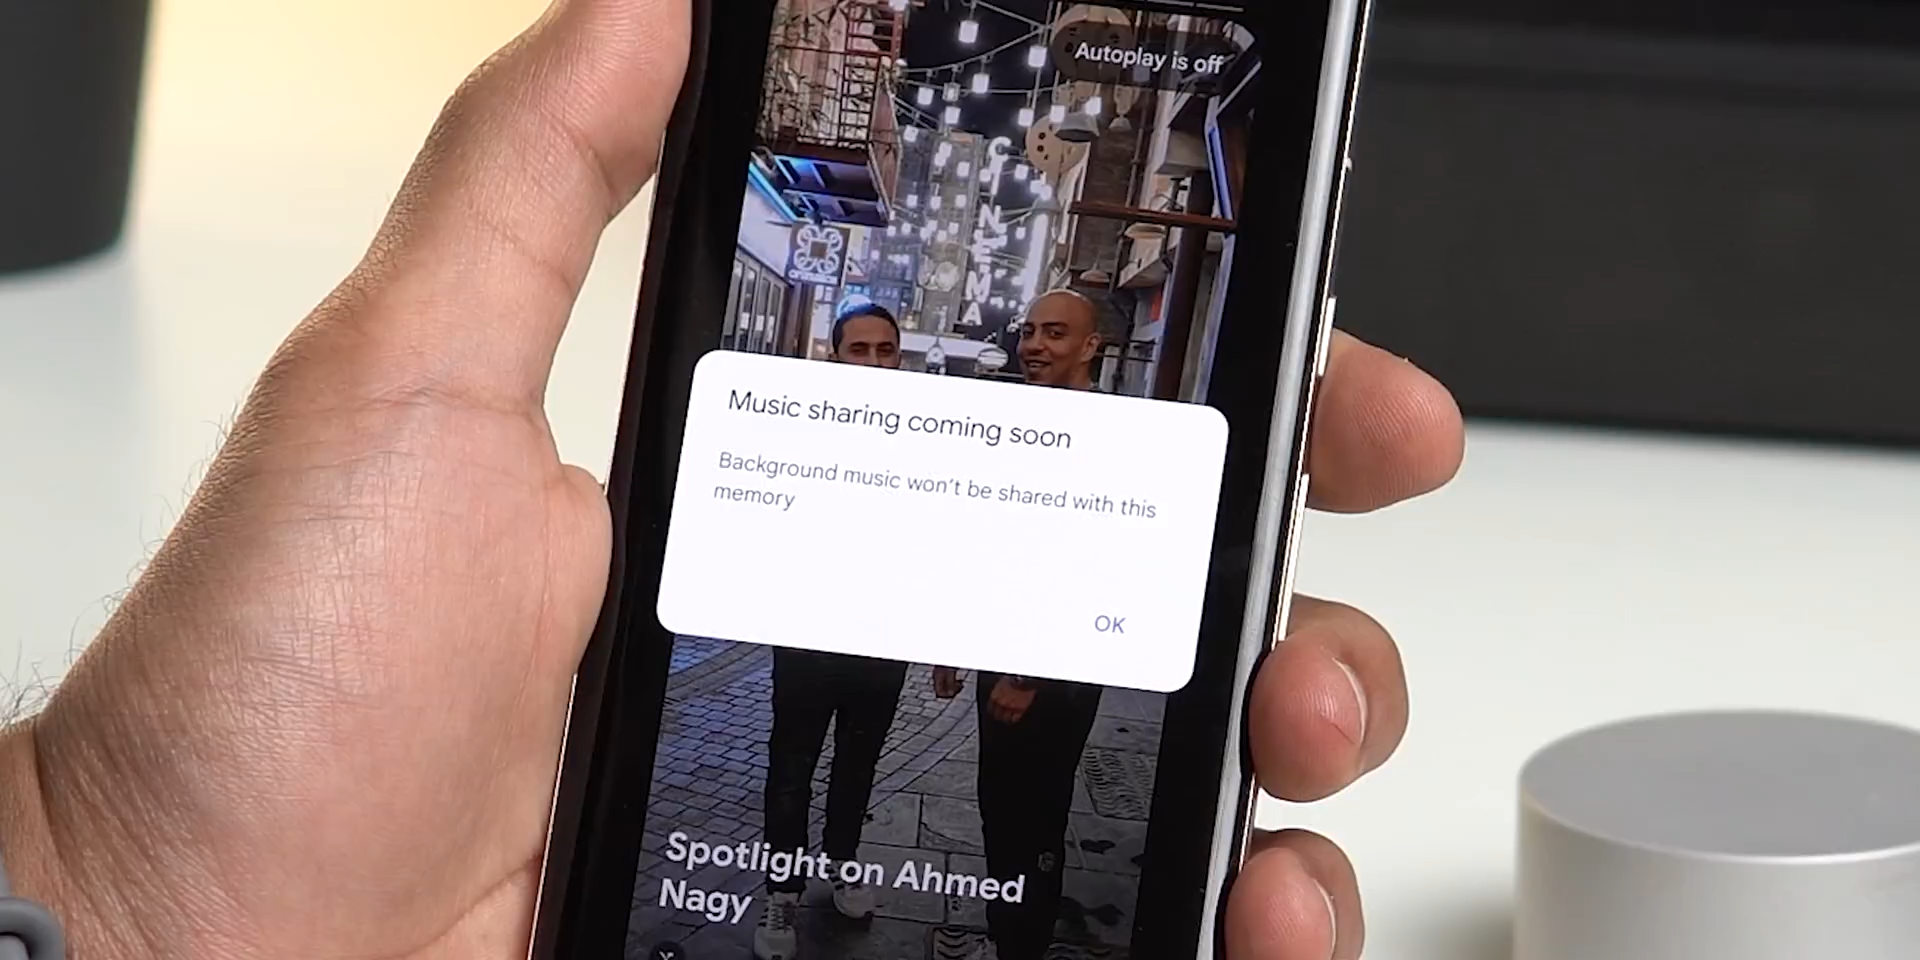 Autoplay is off
CINEMA
Music sharing coming soon
Background music won't be shared with this
memory
OK
Spotlight on Ahmed
Nagy